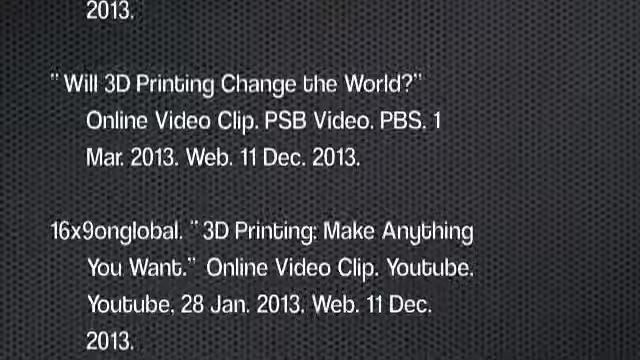 2013.
"Will 3D Printing Change the World?"
Online Video Clip. PSB Video. PBS. 1
Mar. 2013. Web. 11 Dec. 2013.
16x9onglobal. "3D Printing: Make Anything
You Want." Online Video Clip. Youtube.
Youtube, 28 Jan. 2013. Web. 11 Dec.
2013.